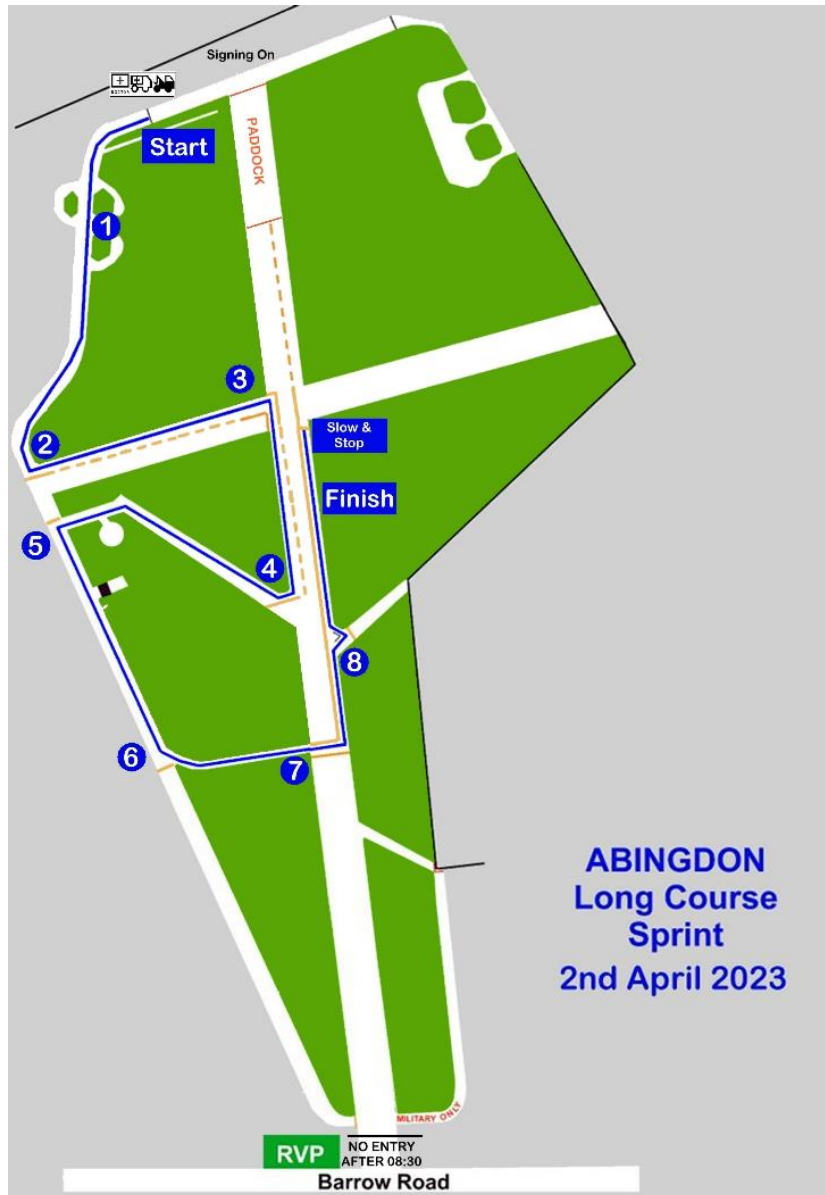 Signing On
Start
PADDOCK
1
3
2
Slow &
Stop
Finish
5
4
8
6
7
ABINGDON
Long Course
Sprint
2nd April 2023
MILITARY ONLY
RVP
NO ENTRY
AFTER 08:30
Barrow Road